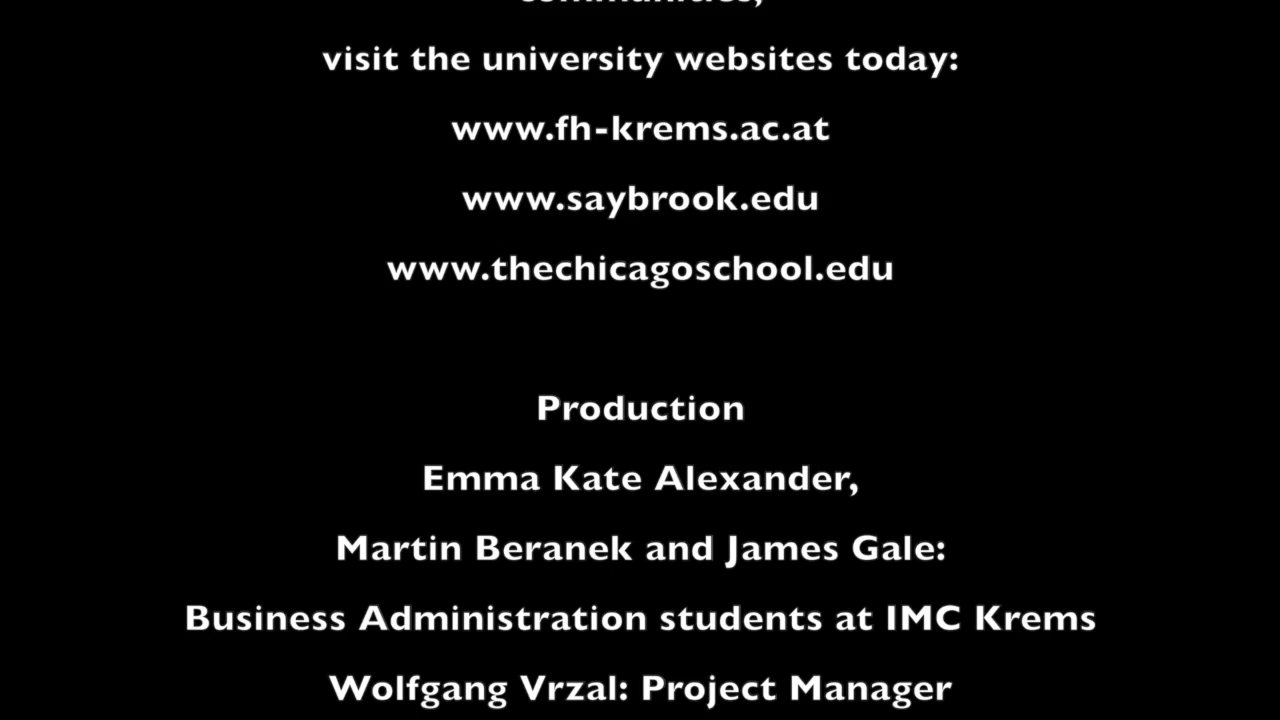 communities,
visit the university websites today:
www.fh-krems.ac.at
www.saybrook.edu
www.thechicagoschool.edu
Production
Emma Kate Alexander,
Martin Beranek and James Gale:
Business Administration students at IMC Krems
Wolfgang Vrzal: Project Manager